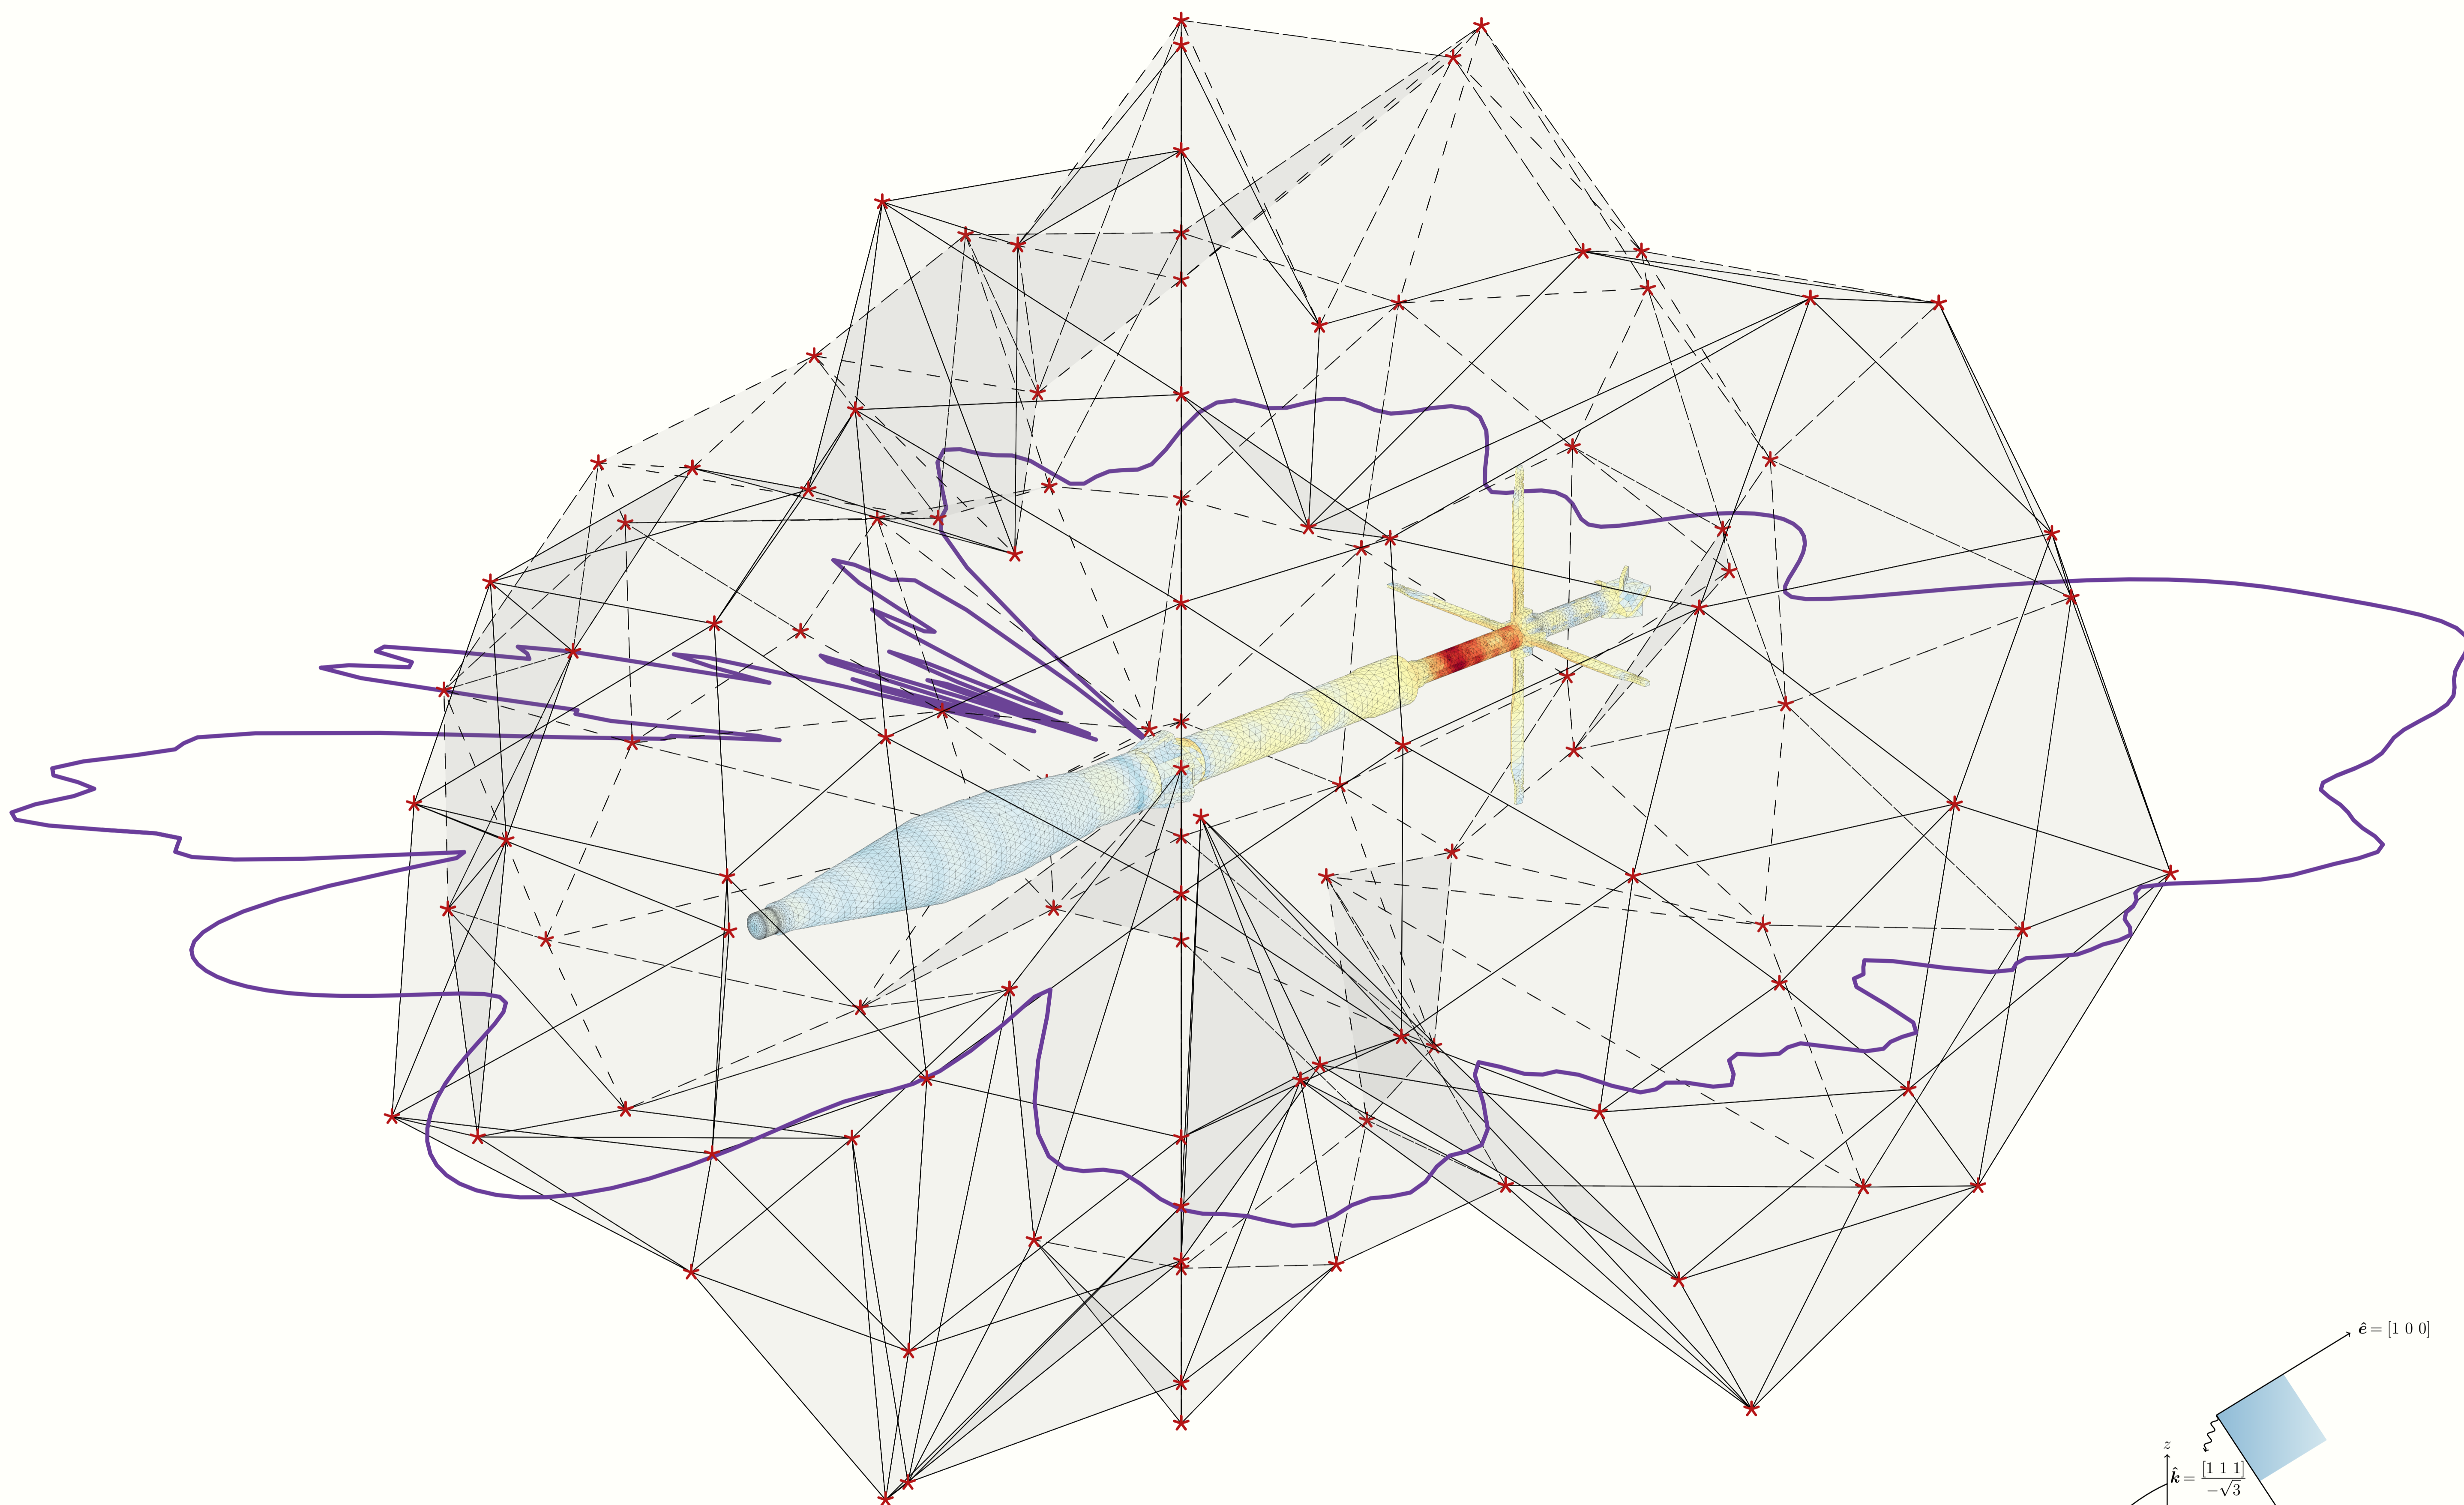 ê = [1 0 0]
z
k̂ = [1 1 1] / −√3